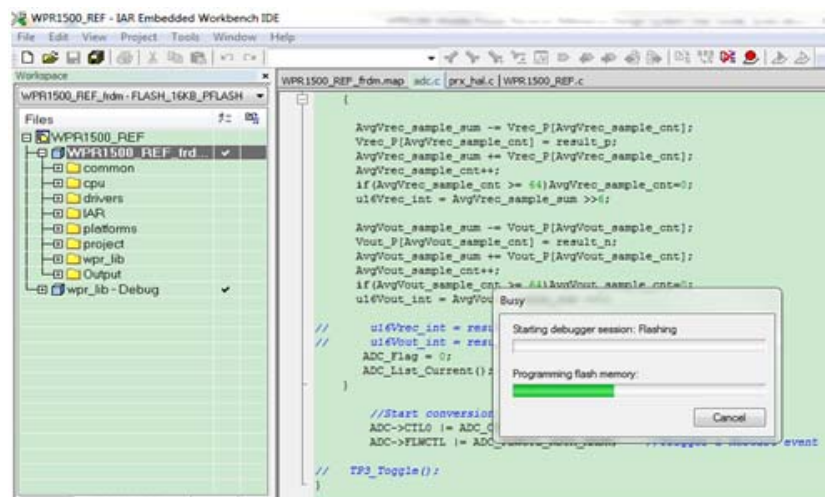 WPR1500_REF - IAR Embedded Workbench IDE
File Edit View Project Tools Window Help
Workspace
WPR1500_REF_frdm - FLASH_16KB_PFLASH
Files
WPR1500_REF
WPR1500_REF_frd...
common
cpu
drivers
IAR
platforms
project
wpr_lib
Output
wpr_lib - Debug
WPR1500_REF_frdm.map adc.c prx_hal.c WPR1500_REF.c
{
AvgVrec_sample_sum -= Vrec_P[AvgVrec_sample_cnt];
Vrec_P[AvgVrec_sample_cnt] = result_p;
AvgVrec_sample_sum += Vrec_P[AvgVrec_sample_cnt];
AvgVrec_sample_cnt++;
if(AvgVrec_sample_cnt >= 64)AvgVrec_sample_cnt=0;
u16Vrec_int = AvgVrec_sample_sum >>6;
AvgVout_sample_sum -= Vout_P[AvgVout_sample_cnt];
Vout_P[AvgVout_sample_cnt] = result_n;
AvgVout_sample_sum += Vout_P[AvgVout_sample_cnt];
AvgVout_sample_cnt++;
if(AvgVout_sample_cnt >= 64)AvgVout_sample_cnt=0;
u16Vout_int = AvgVou
// u16Vrec_int = resu
// u16Vout_int = resu
ADC_Flag = 0;
ADC_List_Current();
}
//Start conversion
ADC->CTL0 |= ADC_C
ADC->FLWCTL |= event
// TP3_Toggle();
}
Busy
Starting debugger session: Flashing
Programming flash memory:
Cancel